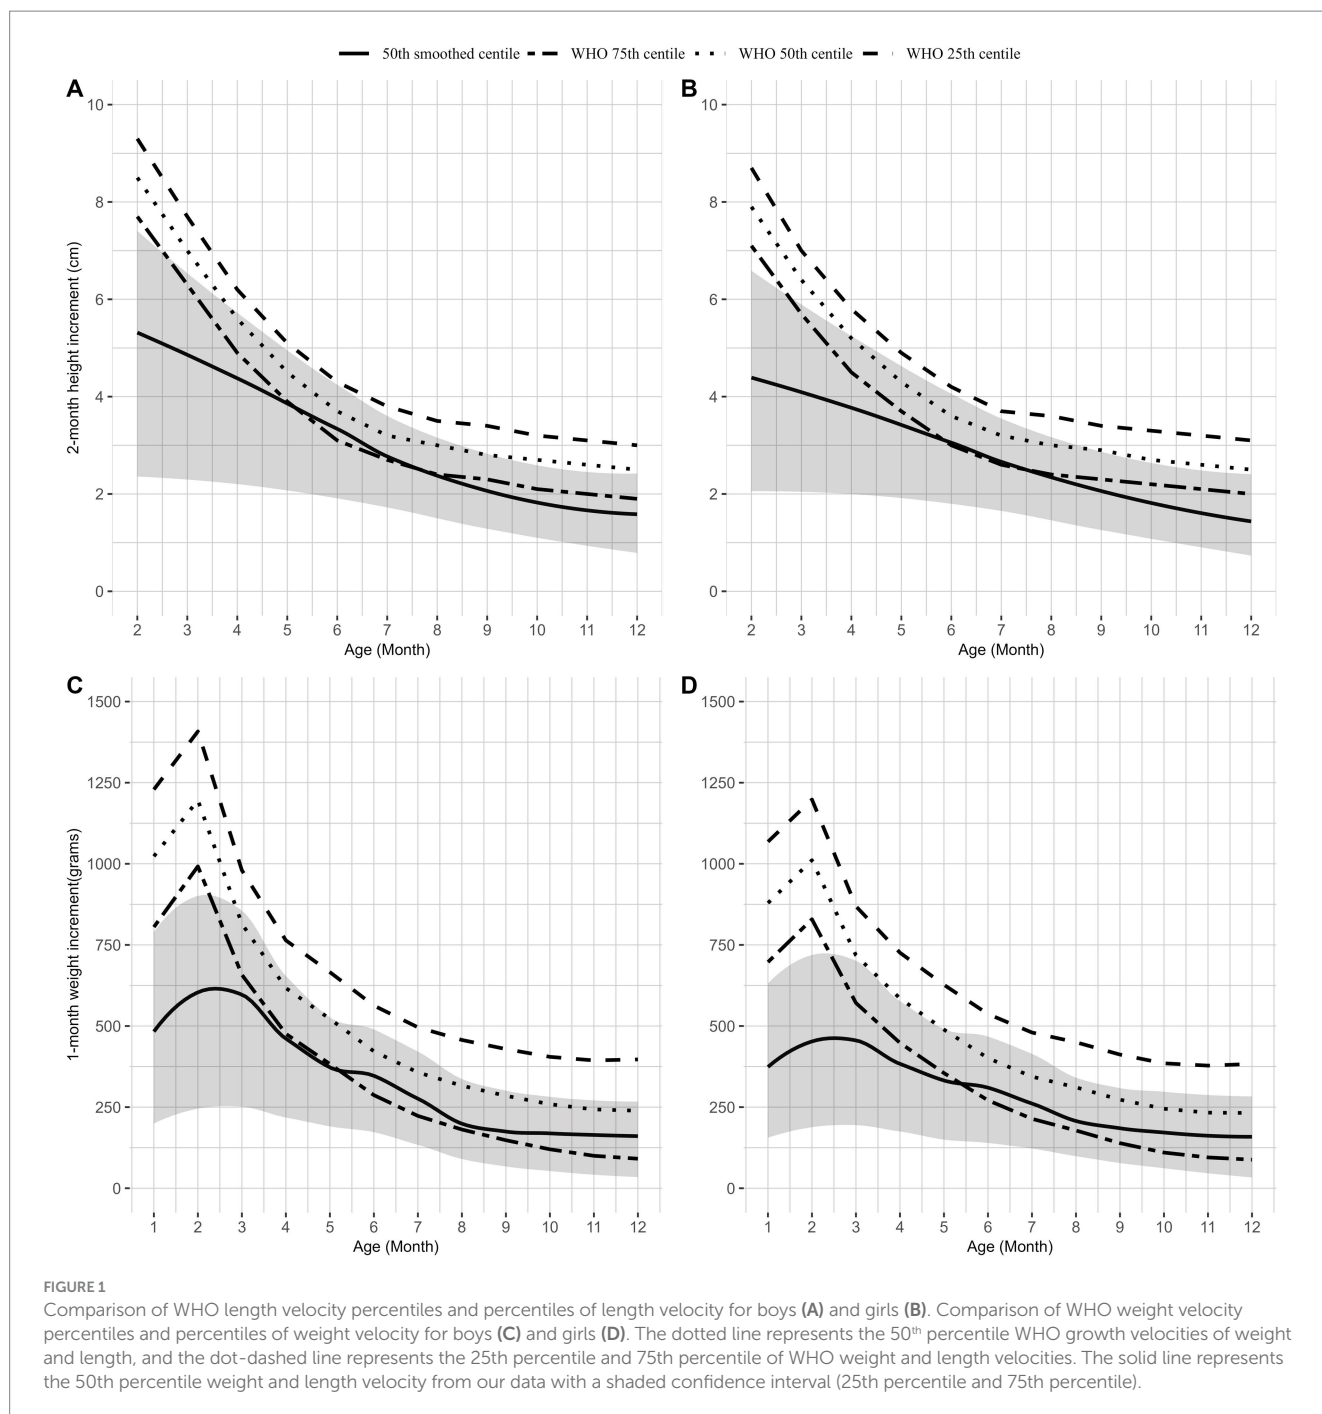 50th smoothed centile WHO 75th centile WHO 50th centile WHO 25th centile
A
10
8
6
4
2
0
2-month height increment (cm)
2 3 4 5 6 7 8 9 10 11 12
Age (Month)
B
10
8
6
4
2
0
2 3 4 5 6 7 8 9 10 11 12
Age (Month)
C
1500
1250
1000
750
500
250
0
1-month weight increment(grams)
1 2 3 4 5 6 7 8 9 10 11 12
Age (Month)
D
1500
1250
1000
750
500
250
0
1 2 3 4 5 6 7 8 9 10 11 12
Age (Month)
FIGURE 1
Comparison of WHO length velocity percentiles and percentiles of length velocity for boys (A) and girls (B). Comparison of WHO weight velocity
percentiles and percentiles of weight velocity for boys (C) and girls (D). The dotted line represents the 50th percentile WHO growth velocities of weight
and length, and the dot-dashed line represents the 25th percentile and 75th percentile of WHO weight and length velocities. The solid line represents
the 50th percentile weight and length velocity from our data with a shaded confidence interval (25th percentile and 75th percentile).